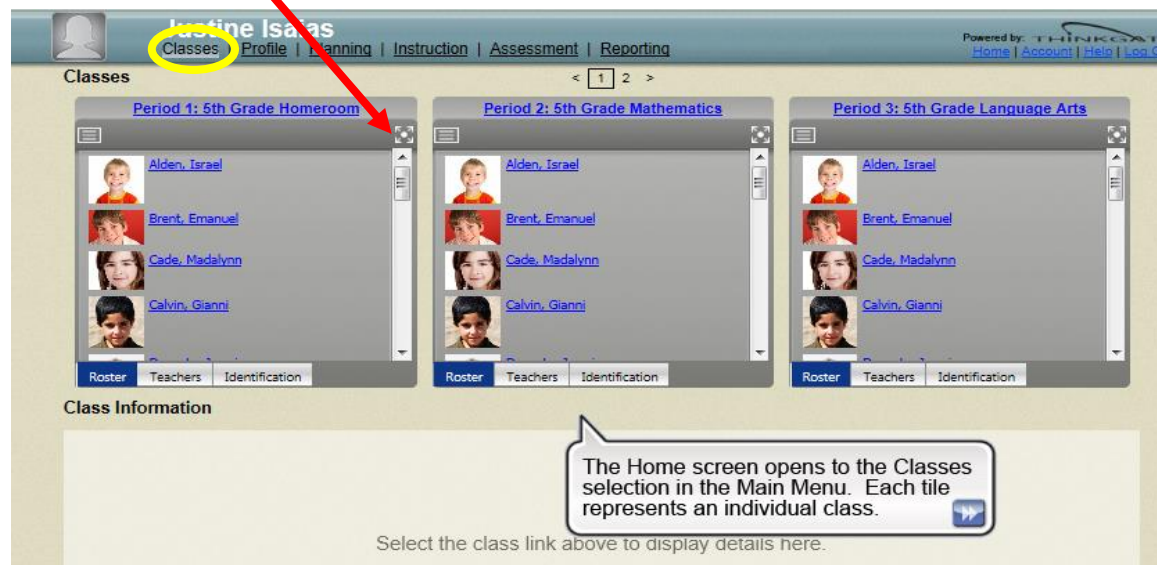 Justine Isaias
Classes | Profile | Planning | Instruction | Assessment | Reporting
Powered by: THINKGAT
Home | Account | Help | Log O
Classes
< 1 2 >
Period 1: 5th Grade Homeroom
Alden, Israel
Brent, Emanuel
Cade, Madalynn
Calvin, Gianni
Roster Teachers Identification
Period 2: 5th Grade Mathematics
Alden, Israel
Brent, Emanuel
Cade, Madalynn
Calvin, Gianni
Roster Teachers Identification
Period 3: 5th Grade Language Arts
Alden, Israel
Brent, Emanuel
Cade, Madalynn
Calvin, Gianni
Roster Teachers Identification
Class Information
The Home screen opens to the Classes
selection in the Main Menu. Each tile
represents an individual class.
Select the class link above to display details here.